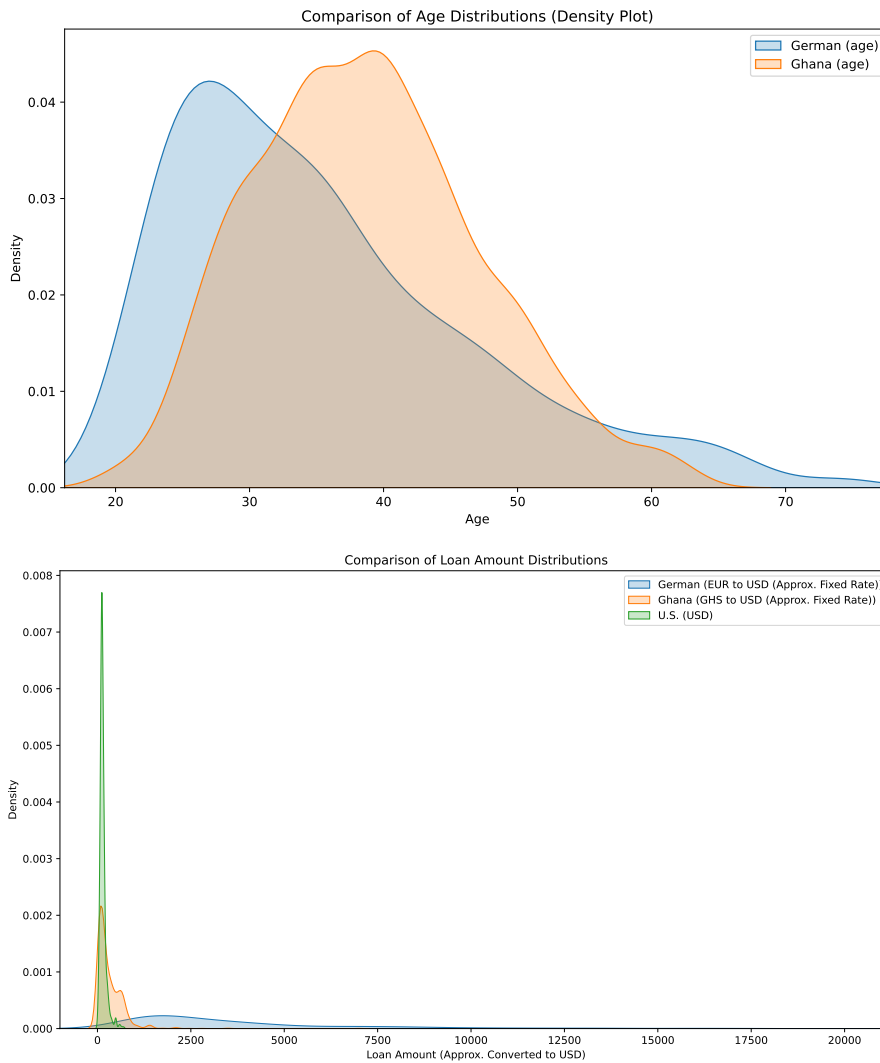 Comparison of Age Distributions (Density Plot)
German (age)
Ghana (age)
0.04
0.03
0.02
0.01
0.00
Density
20 30 40 50 60 70
Age
Comparison of Loan Amount Distributions
German (EUR to USD (Approx. Fixed Rate)
Ghana (GHS to USD (Approx. Fixed Rate))
U.S. (USD)
0.008
0.007
0.006
0.005
0.004
0.003
0.002
0.001
0.000
Density
0 2500 5000 7500 10000 12500 15000 17500 20000
Loan Amount (Approx. Converted to USD)